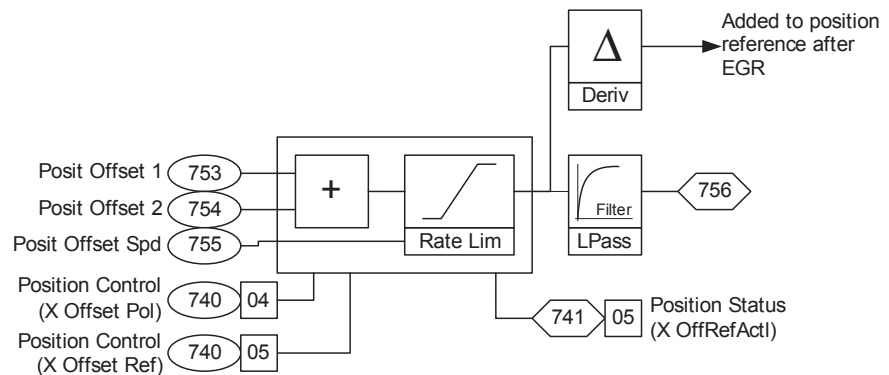 Added to position
reference after
EGR
Δ
Deriv
Posit Offset 1
753
+
Posit Offset 2
754
Posit Offset Spd
755
Rate Lim
Filter
LPass
756
Position Control
(X Offset Pol)
740
04
Position Control
(X Offset Ref)
740
05
741
05
Position Status
(X OffRefActl)